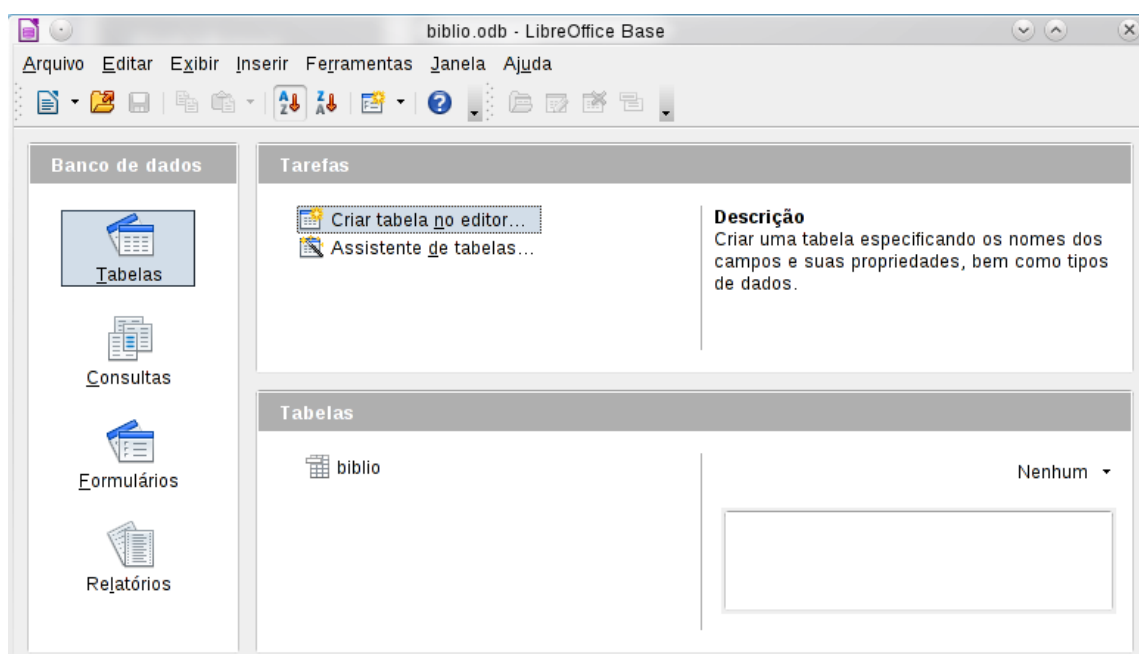 biblio.odb - LibreOffice Base
Arquivo Editar Exibir Inserir Ferramentas Janela Ajuda
Banco de dados
Tabelas
Consultas
Formulários
Relatórios
Tarefas
Criar tabela no editor...
Assistente de tabelas...
Descrição
Criar uma tabela especificando os nomes dos
campos e suas propriedades, bem como tipos
de dados.
Tabelas
biblio
Nenhum